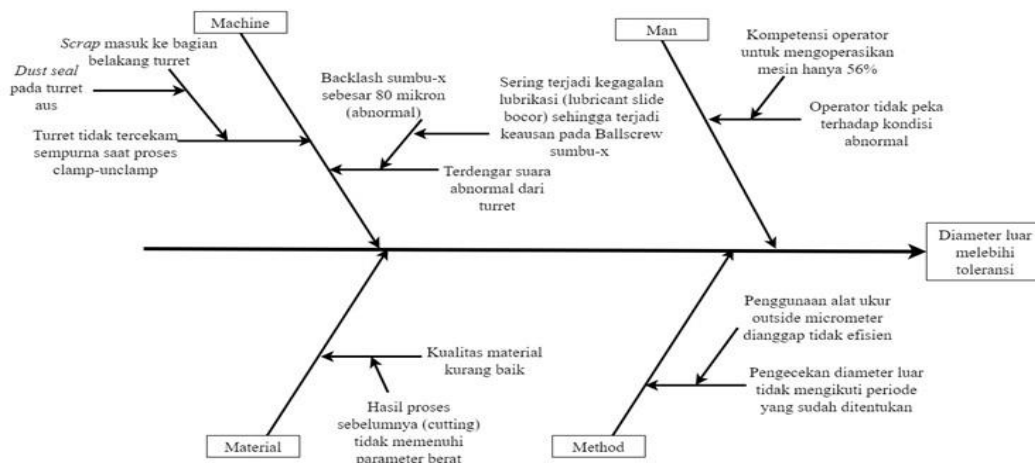 Machine
Man
Scrap masuk ke bagian
belakang turret
Dust seal
pada turret
aus
Turret tidak tercekam
sempurna saat proses
clamp-unclamp
Backlash sumbu-x
sebesar 80 mikron
(abnormal)
Sering terjadi kegagalan
lubrikasi (lubricant slide
bocor) sehingga terjadi
keausan pada Ballscrew
sumbu-x
Terdengar suara
abnormal dari
turret
Kompetensi operator
untuk mengoperasikan
mesin hanya 56%
Operator tidak peka
terhadap kondisi
abnormal
Diameter luar
melebihi
toleransi
Kualitas material
kurang baik
Hasil proses
sebelumnya (cutting)
tidak memenuhi
parameter berat
Penggunaan alat ukur
outside micrometer
dianggap tidak efisien
Pengecekan diameter luar
tidak mengikuti periode
yang sudah ditentukan
Material
Method